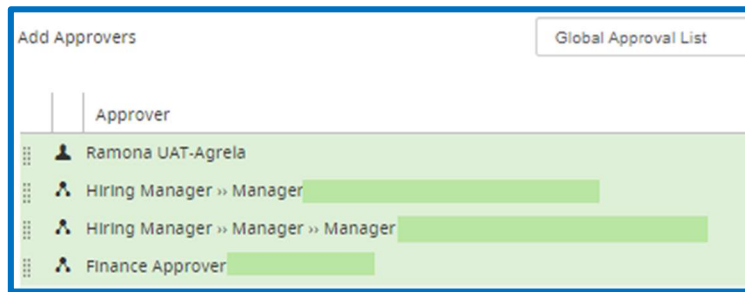 Add Approvers
Global Approval List
Approver
Ramona UAT-Agrela
Hiring Manager ›› Manager
Hiring Manager ›› Manager ›› Manager
Finance Approver